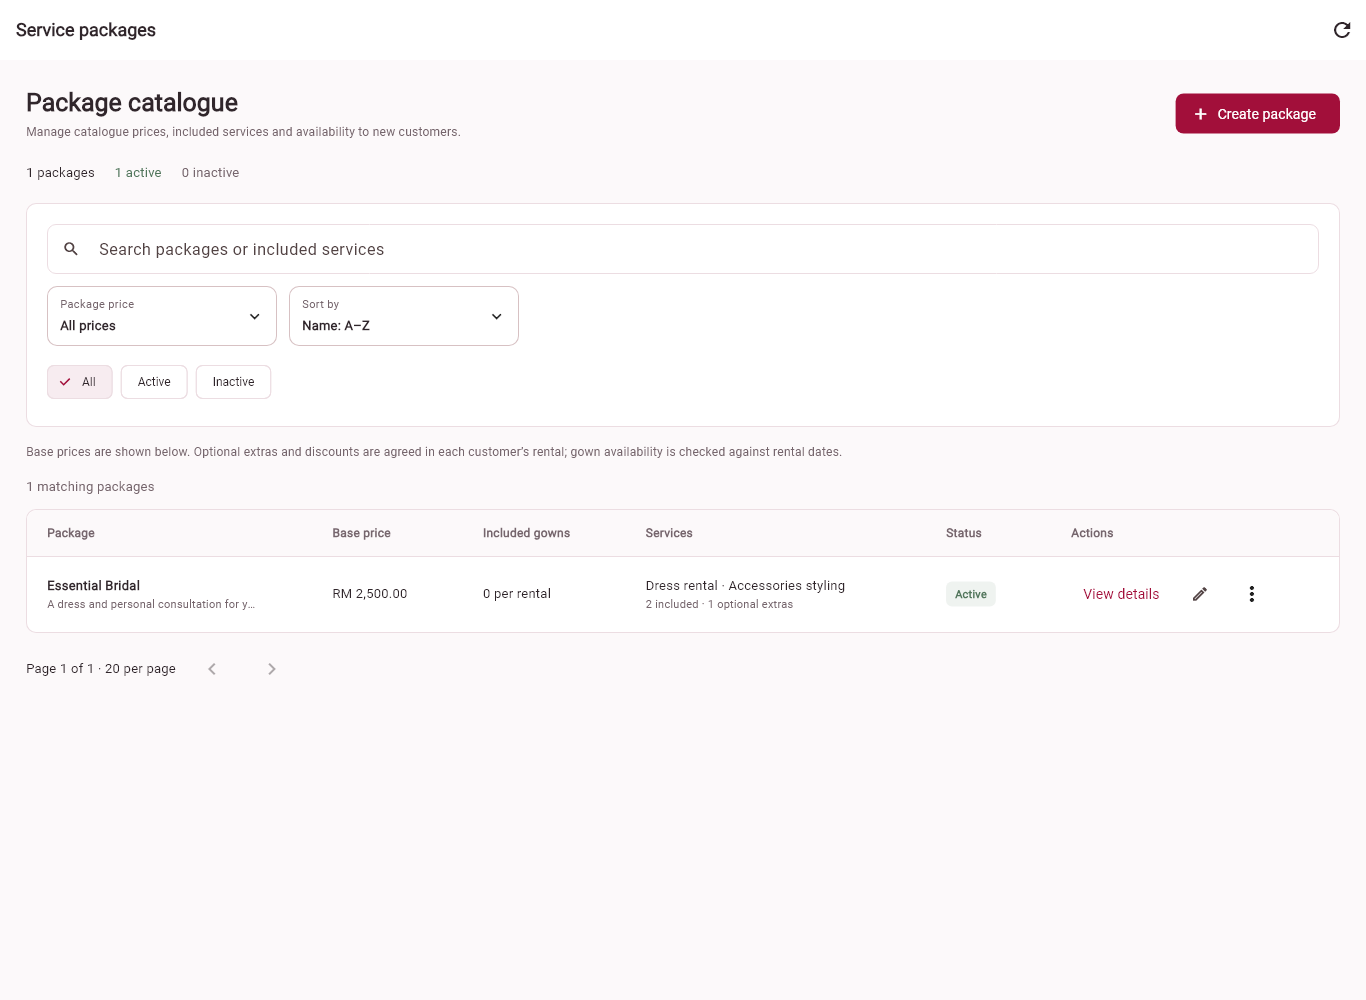 Service packages
Package catalogue
Manage catalogue prices, included services and availability to new customers.
Create package
1 packages 1 active 0 inactive
Search packages or included services
Package price
All prices
Sort by
Name: A–Z
All Active Inactive
Base prices are shown below. Optional extras and discounts are agreed in each customer’s rental; gown availability is checked against rental dates.
1 matching packages
Package Base price Included gowns Services Status Actions
Essential Bridal
A dress and personal consultation for y…
RM 2,500.00
0 per rental
Dress rental · Accessories styling
2 included · 1 optional extras
Active
View details
Page 1 of 1 · 20 per page